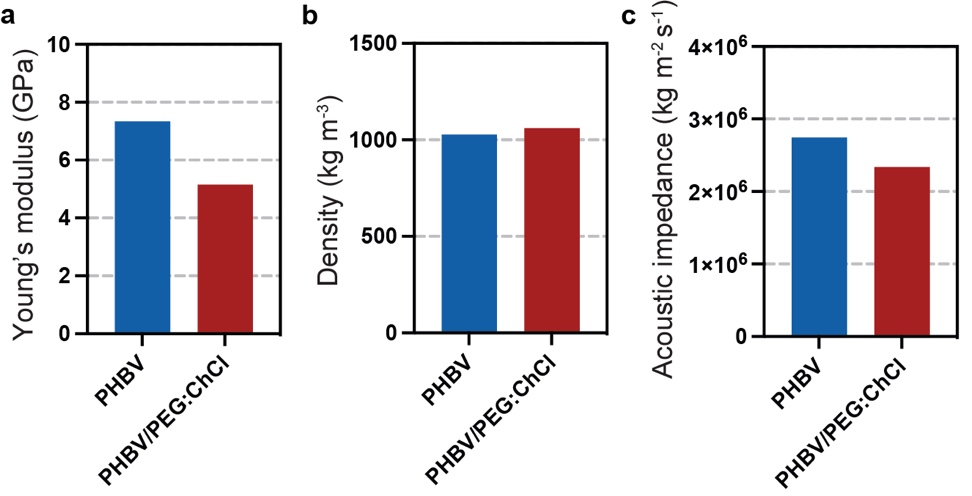 a
Young's modulus (GPa)
10
8
6
4
2
0
PHBV
PHBV/PEG:ChCl
b
Density (kg m-3)
1500
1000
500
0
PHBV
PHBV/PEG:ChCl
c
Acoustic impedance (kg m-2 s-1)
4×10⁶
3×10⁶
2×10⁶
1×10⁶
0
PHBV
PHBV/PEG:ChCl